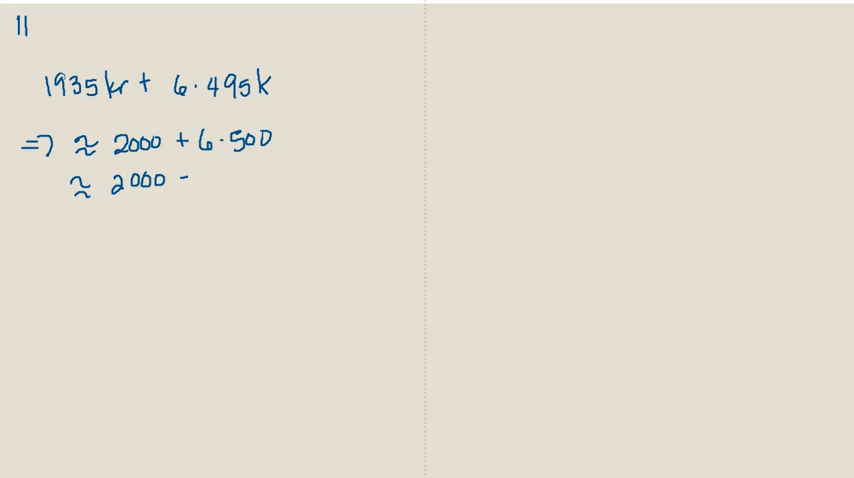 11
1935kr + 6·495k
=> ≈ 2000 + 6·500
≈ 2000 -